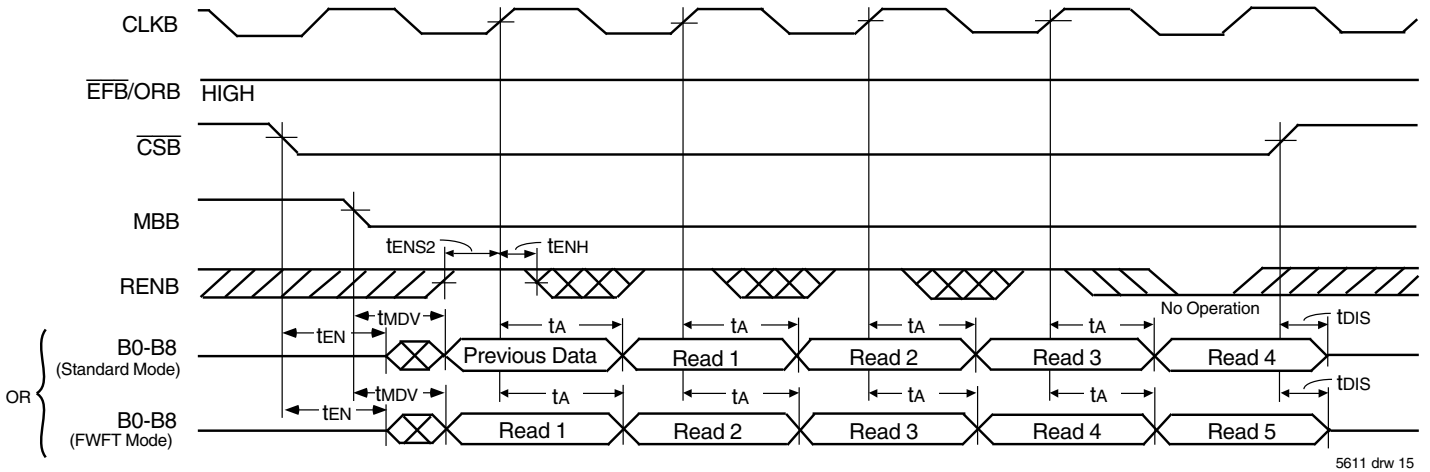 CLKB
EFB/ORB HIGH
CSB
MBB
tENS2 tENH
RENB
No Operation
tEN tMDV tA tA tA tA tDIS
B0-B8 (Standard Mode) Previous Data Read 1 Read 2 Read 3 Read 4
OR
tEN tMDV tA tA tA tA tDIS
B0-B8 (FWFT Mode) Read 1 Read 2 Read 3 Read 4 Read 5
5611 drw 15